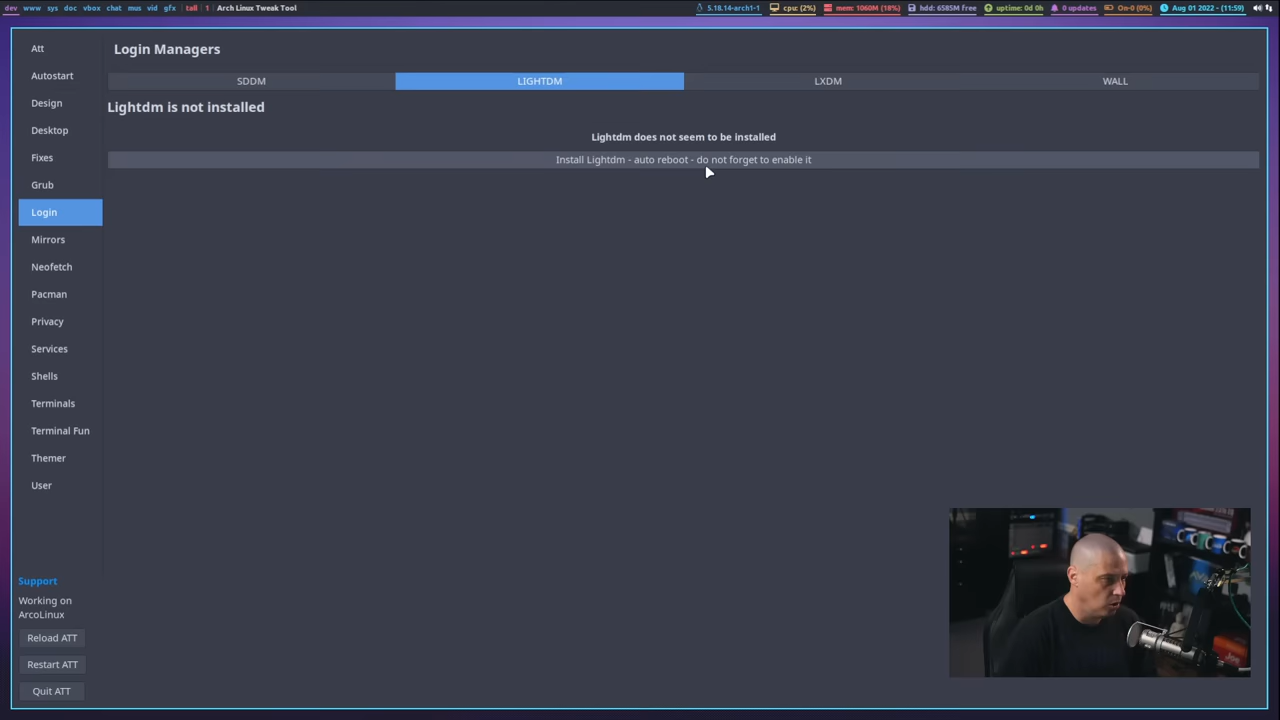 dev www sys doc vbox chat mus vid gfx tall 1 Arch Linux Tweak Tool
5.18.14-arch1-1 cpu: (2%) mem: 1060M (18%) hdd: 6585M free uptime: 0d 0h 0 updates On-0 (0%) Aug 01 2022 - (11:59)
Att
Autostart
Design
Desktop
Fixes
Grub
Login
Mirrors
Neofetch
Pacman
Privacy
Services
Shells
Terminals
Terminal Fun
Themer
User
Support
Working on
ArcoLinux
Reload ATT
Restart ATT
Quit ATT
Login Managers
SDDM LIGHTDM LXDM WALL
Lightdm is not installed
Lightdm does not seem to be installed
Install Lightdm - auto reboot - do not forget to enable it